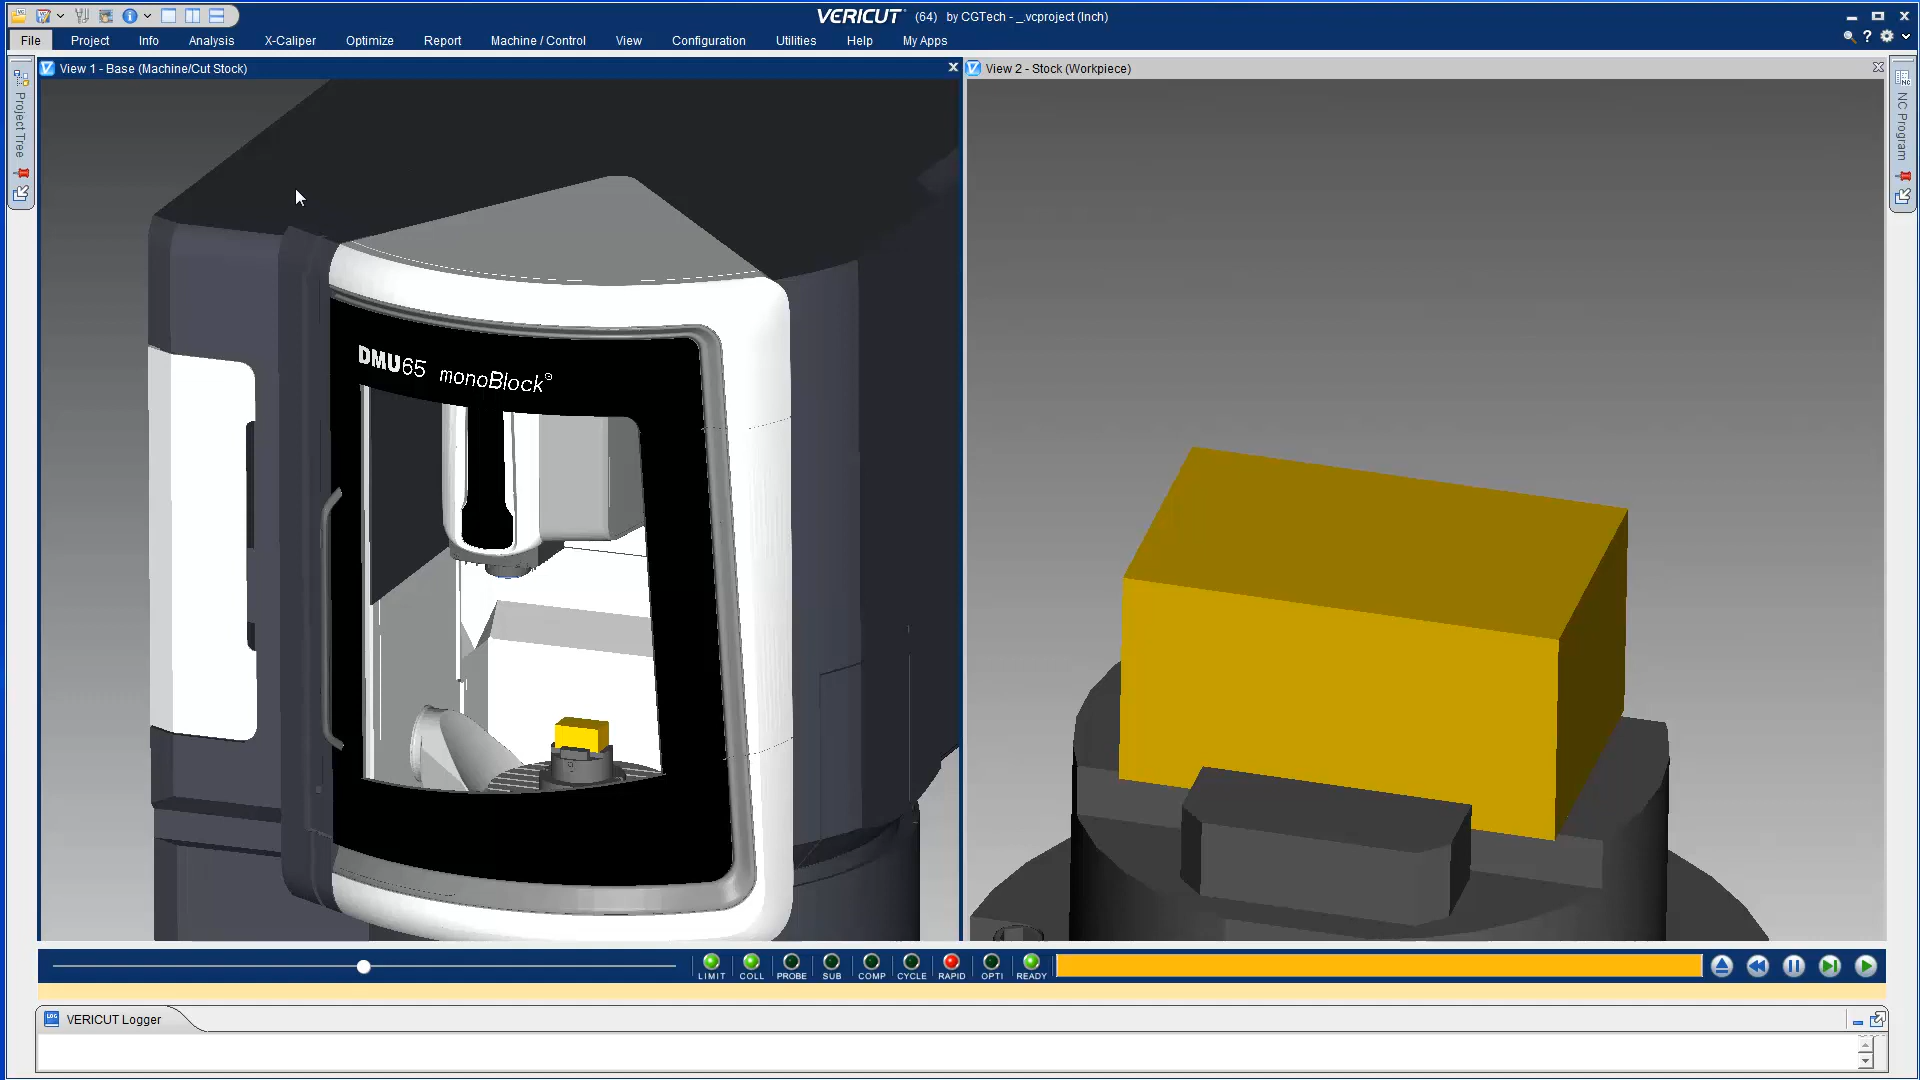 VERICUT (64) by CGTech - _.vcproject (Inch)
File Project Info Analysis X-Caliper Optimize Report Machine / Control View Configuration Utilities Help My Apps
View 1 - Base (Machine/Cut Stock)
View 2 - Stock (Workpiece)
Project Tree
NC Program
DMU65 monoBlock
LIMIT COLL PROBE SUB COMP CYCLE RAPID OPTI READY
LOG VERICUT Logger